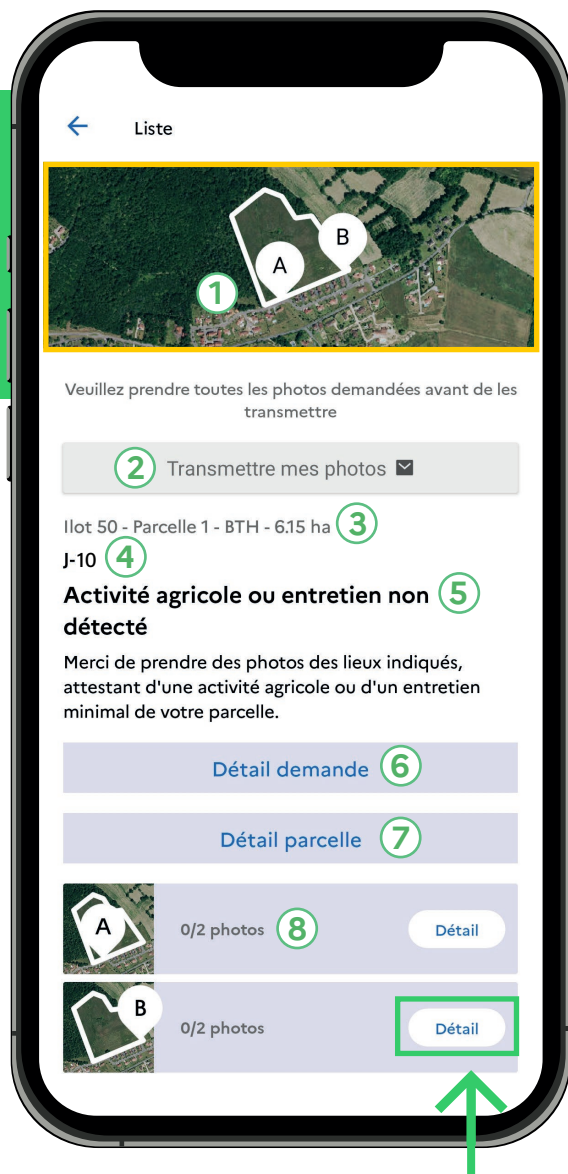 Liste
B
A
1
Veuillez prendre toutes les photos demandées avant de les
transmettre
2 Transmettre mes photos
Ilot 50 - Parcelle 1 - BTH - 6.15 ha 3
J-10 4
Activité agricole ou entretien non 5
détecté
Merci de prendre des photos des lieux indiqués,
attestant d'une activité agricole ou d'un entretien
minimal de votre parcelle.
Détail demande 6
Détail parcelle 7
A 0/2 photos 8 Détail
B 0/2 photos Détail